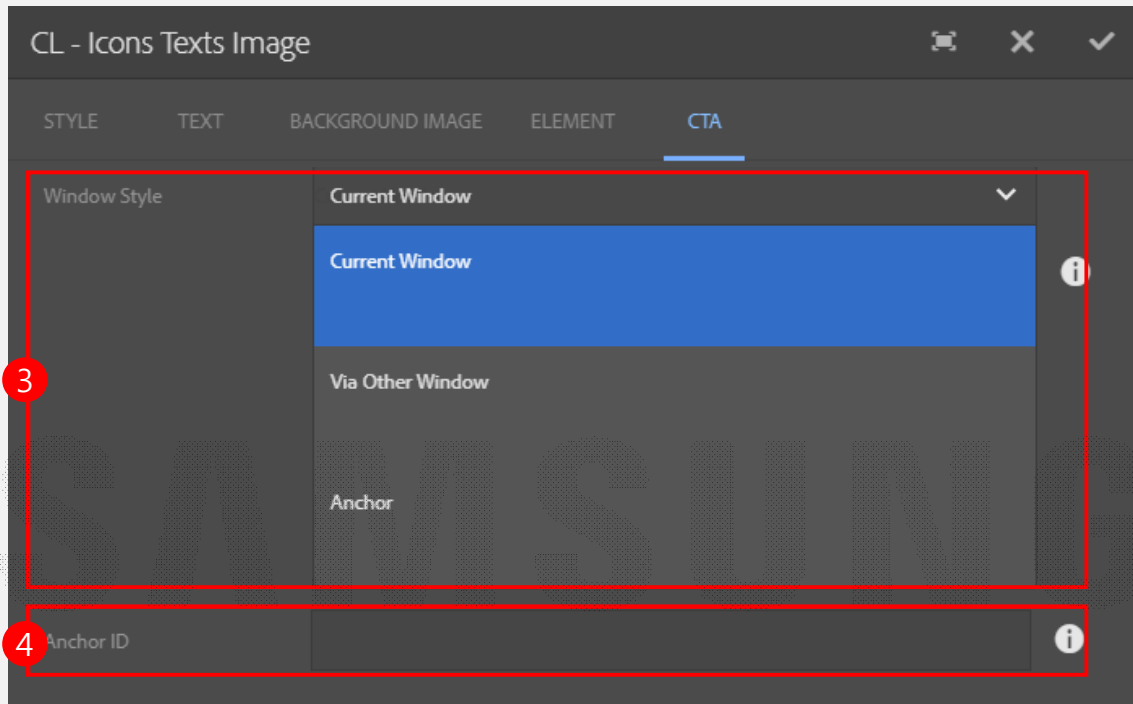 CL - Icons Texts Image
STYLE TEXT BACKGROUND IMAGE ELEMENT CTA
Window Style Current Window
Current Window
3 Via Other Window
Anchor
SAMSUNG
4 Anchor ID